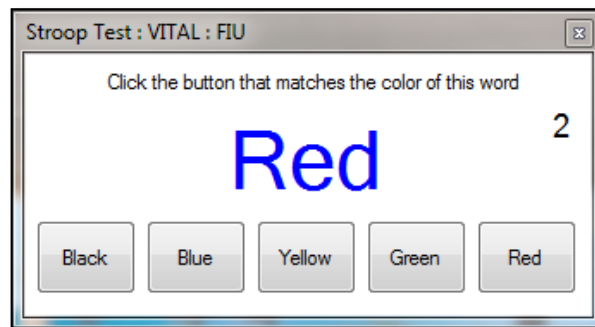 Stroop Test : VITAL : FIU
Click the button that matches the color of this word
2
Red
Black Blue Yellow Green Red